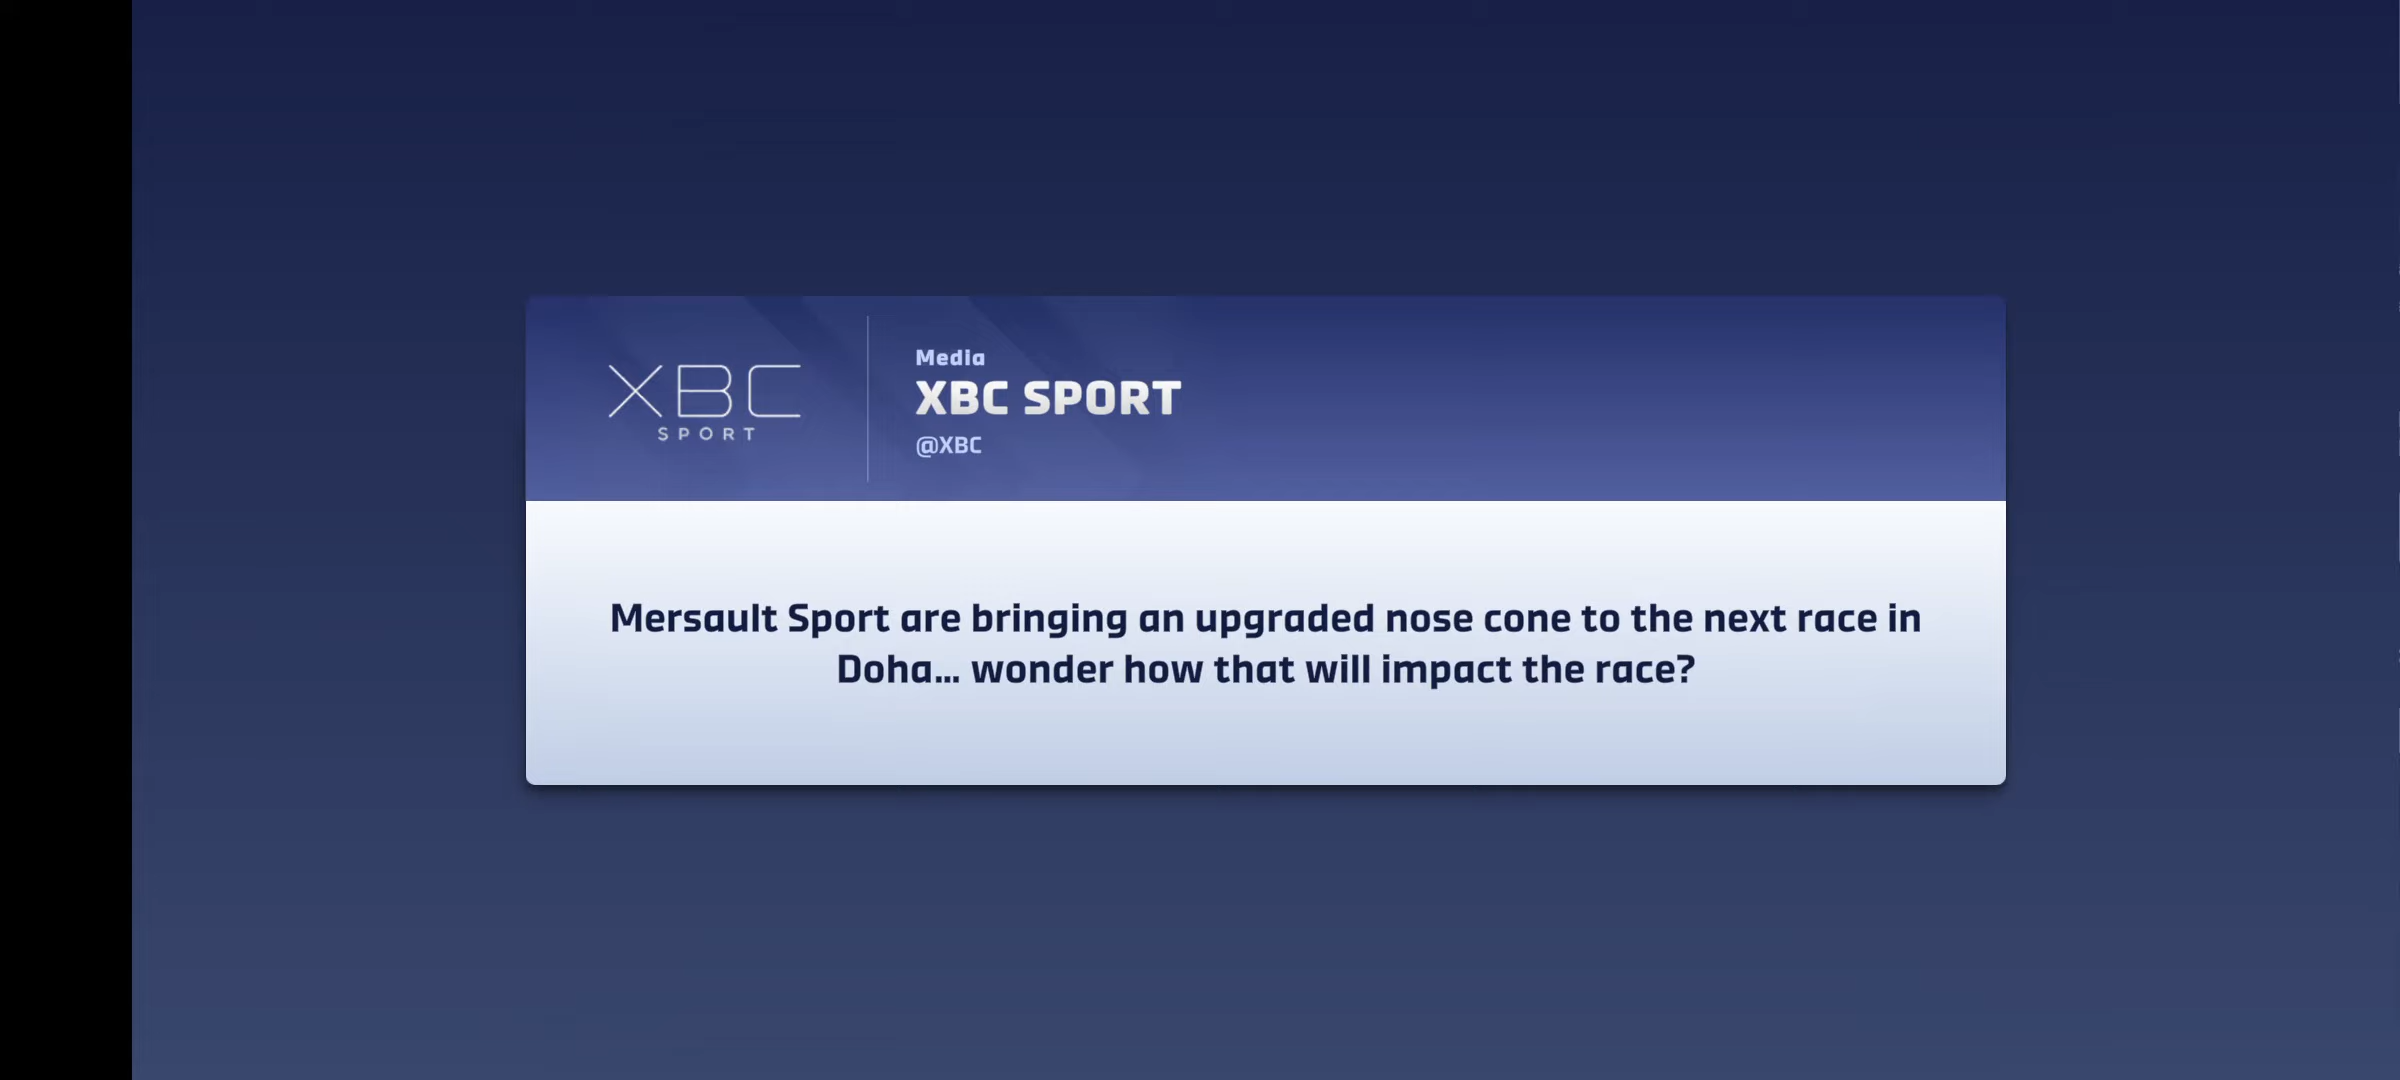 XBC
SPORT
Media
XBC SPORT
@XBC
Mersault Sport are bringing an upgraded nose cone to the next race in
Doha... wonder how that will impact the race?